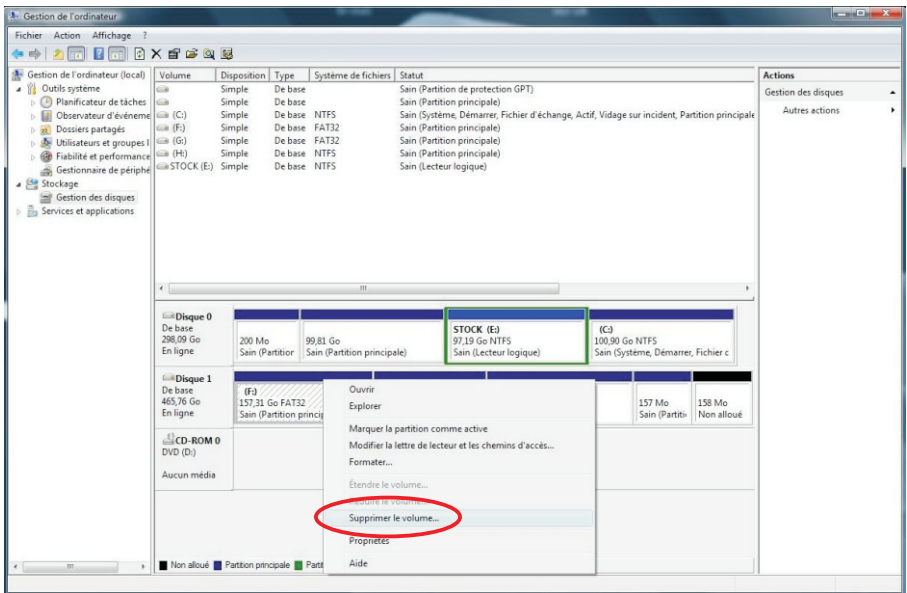 Gestion de l'ordinateur
Fichier Action Affichage ?
Gestion de l'ordinateur (local)
Outils système
Planificateur de tâches
Observateur d'événeme
Dossiers partagés
Utilisateurs et groupes l
Fiabilité et performance
Gestionnaire de périphé
Stockage
Gestion des disques
Services et applications
Volume Disposition Type Système de fichiers Statut
Simple De base Sain (Partition de protection GPT)
Simple De base Sain (Partition principale)
(C:) Simple De base NTFS Sain (Système, Démarrer, Fichier d'échange, Actif, Vidage sur incident, Partition principale
(F:) Simple De base FAT32 Sain (Partition principale)
(G:) Simple De base FAT32 Sain (Partition principale)
(H:) Simple De base NTFS Sain (Partition principale)
STOCK (E:) Simple De base NTFS Sain (Lecteur logique)
Actions
Gestion des disques
Autres actions
Disque 0
De base
298,09 Go
En ligne
200 Mo
Sain (Partition
99,81 Go
Sain (Partition principale)
STOCK (E:)
97,19 Go NTFS
Sain (Lecteur logique)
(C:)
100,90 Go NTFS
Sain (Système, Démarrer, Fichier c
Disque 1
De base
465,76 Go
En ligne
(F:)
157,31 Go FAT32
Sain (Partition princip
157 Mo
Sain (Partiti
158 Mo
Non alloué
CD-ROM 0
DVD (D:)
Aucun média
Ouvrir
Explorer
Marquer la partition comme active
Modifier la lettre de lecteur et les chemins d'accès...
Formater...
Étendre le volume...
Réduire le volume...
Supprimer le volume...
Propriétés
Aide
Non alloué Partition principale Parti